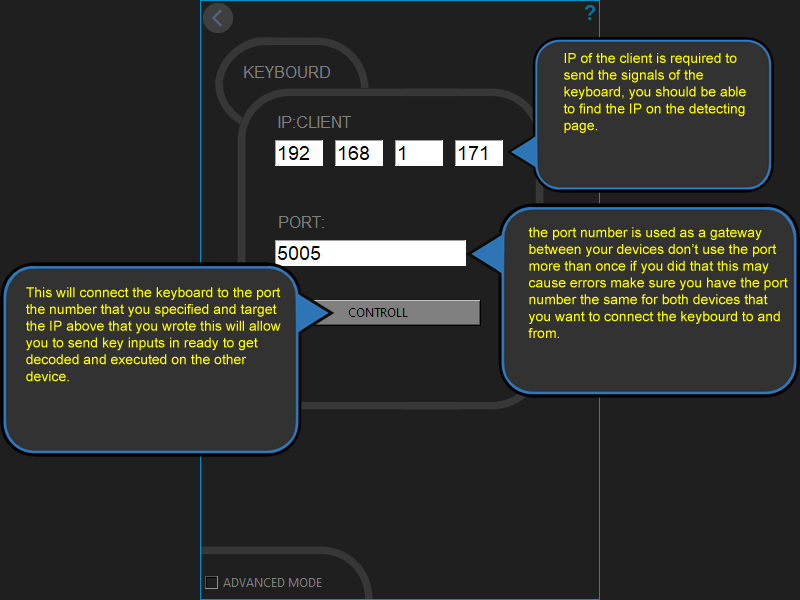 ?
KEYBOURD
IP:CLIENT
192 168 1 171
IP of the client is required to
send the signals of the
keyboard, you should be able
to find the IP on the detecting
page.
PORT:
5005
the port number is used as a gateway
between your devices don't use the port
more than once if you did that this may
cause errors make sure you have the port
number the same for both devices that
you want to connect the keybourd to and
from.
This will connect the keyboard to the port
the number that you specified and target
the IP above that you wrote this will allow
you to send key inputs in ready to get
decoded and executed on the other
device.
CONTROLL
ADVANCED MODE